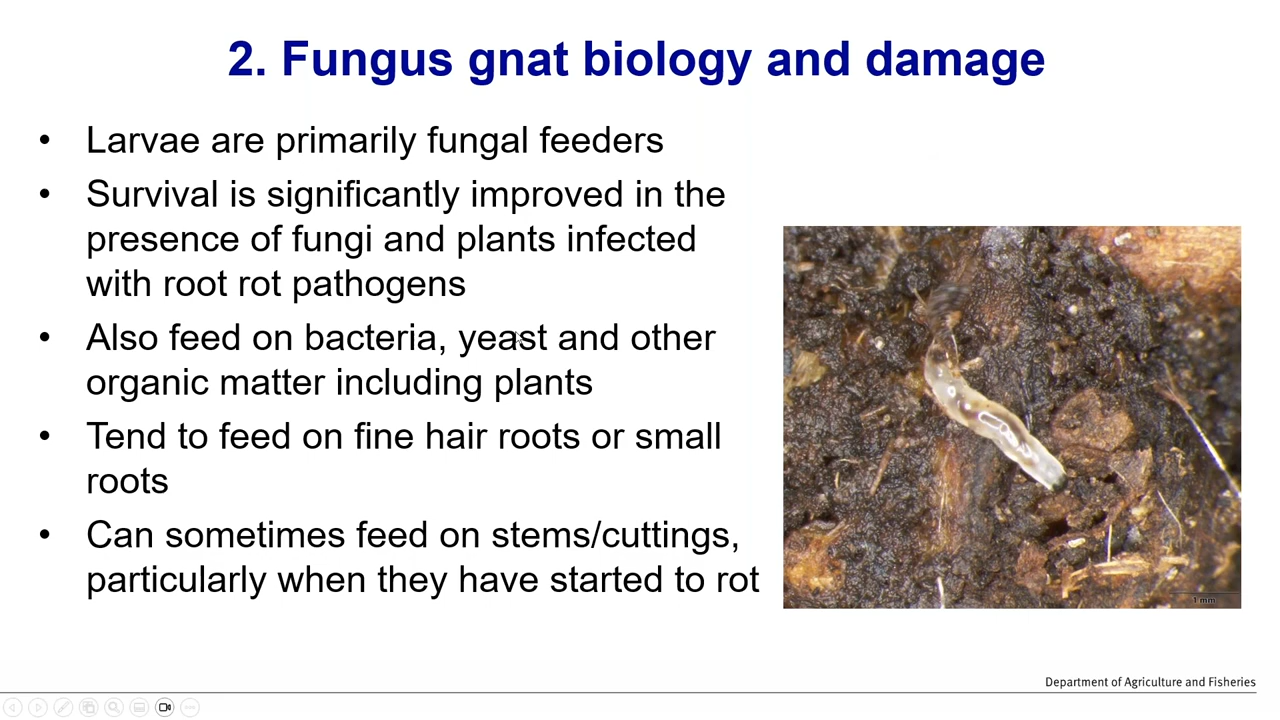 2. Fungus gnat biology and damage
• Larvae are primarily fungal feeders
• Survival is significantly improved in the
presence of fungi and plants infected
with root rot pathogens
• Also feed on bacteria, yeast and other
organic matter including plants
• Tend to feed on fine hair roots or small
roots
• Can sometimes feed on stems/cuttings,
particularly when they have started to rot
1 mm
Department of Agriculture and Fisheries